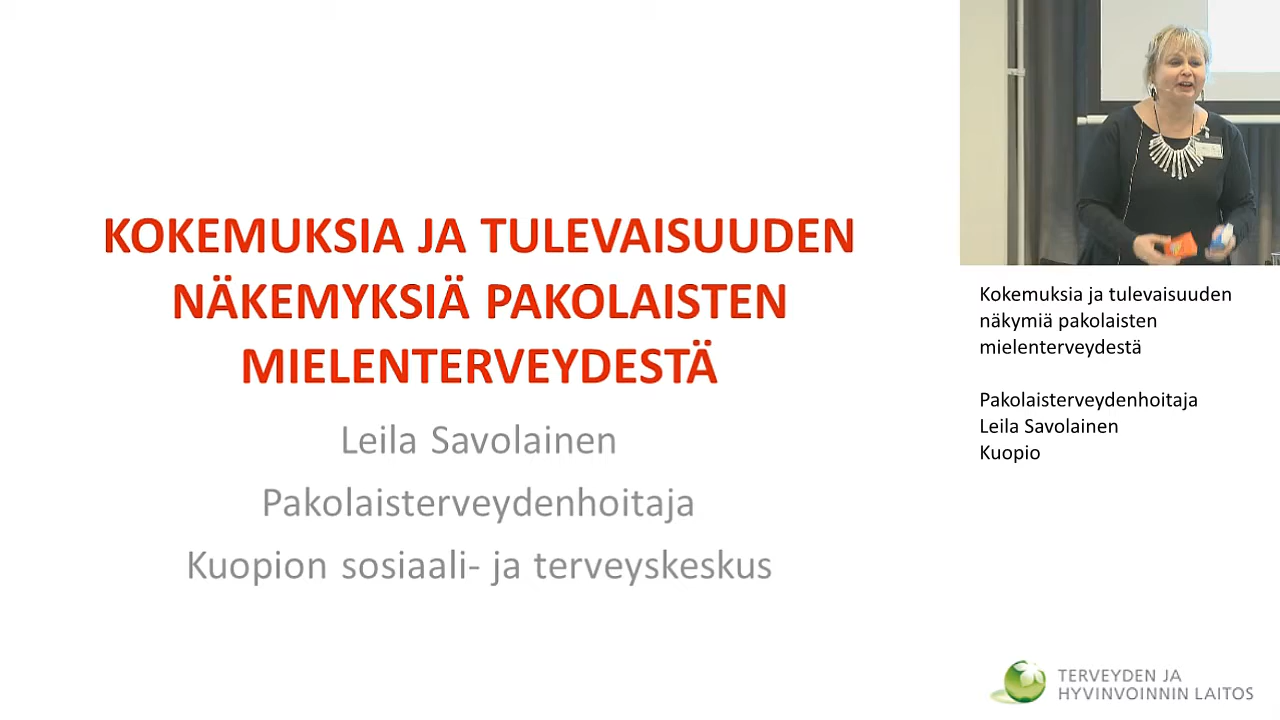 KOKEMUKSIA JA TULEVAISUUDEN
NÄKEMYKSIÄ PAKOLAISTEN
MIELENTERVEYDESTÄ
Leila Savolainen
Pakolaisterveydenhoitaja
Kuopion sosiaali- ja terveyskeskus
Kokemuksia ja tulevaisuuden
näkymiä pakolaisten
mielenterveydestä
Pakolaisterveydenhoitaja
Leila Savolainen
Kuopio
TERVEYDEN JA
HYVINVOINNIN LAITOS